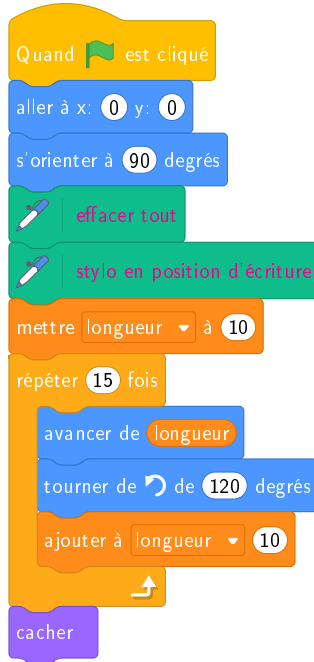 Quand est cliqué
aller à x: 0 y: 0
s'orienter à 90 degrés
effacer tout
stylo en position d'écriture
mettre longueur à 10
répéter 15 fois
avancer de longueur
tourner de de 120 degrés
ajouter à longueur 10
cacher